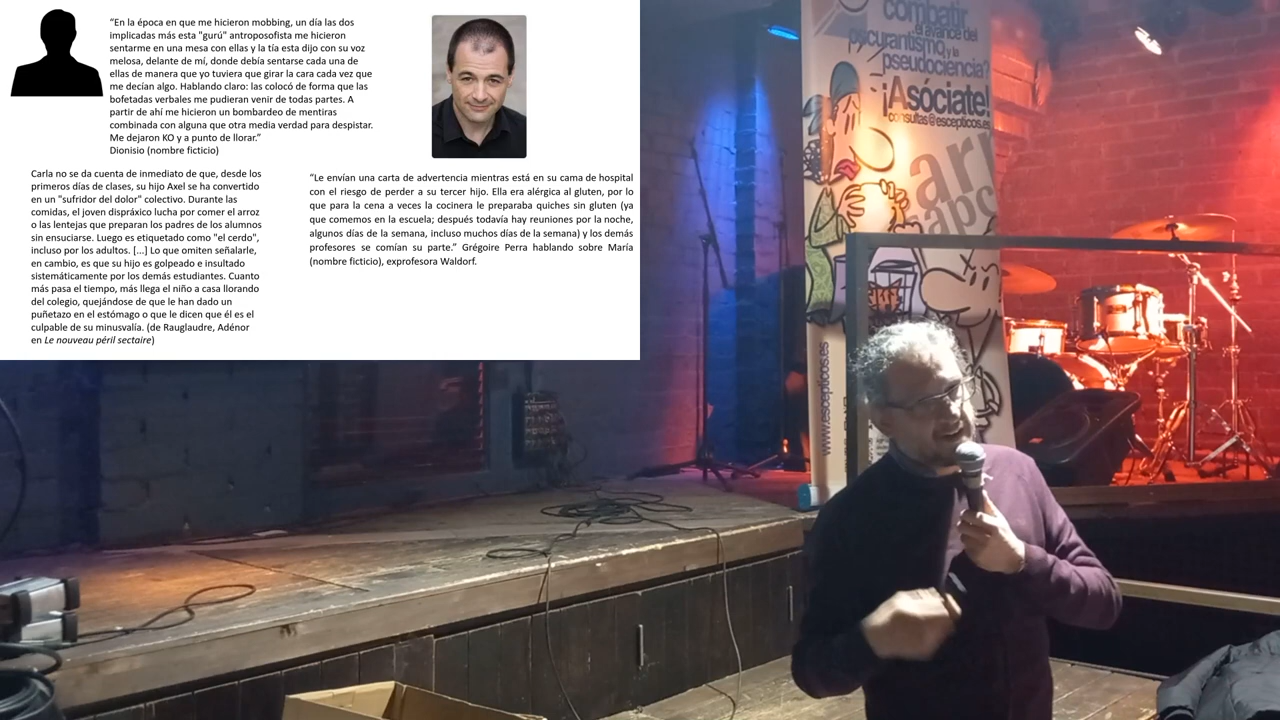 “En la época en que me hicieron mobbing, un día las dos
implicadas más esta "gurú" antroposofista me hicieron
sentarme en una mesa con ellas y la tía esta dijo con su voz
melosa, delante de mí, donde debía sentarse cada una de
ellas de manera que yo tuviera que girar la cara cada vez que
me decían algo. Hablando claro: las colocó de forma que las
bofetadas verbales me pudieran venir de todas partes. A
partir de ahí me hicieron un bombardeo de mentiras
combinada con alguna que otra media verdad para despistar.
Me dejaron KO y a punto de llorar.”
Dionisio (nombre ficticio)
Carla no se da cuenta de inmediato de que, desde los
primeros días de clases, su hijo Axel se ha convertido
en un "sufridor del dolor" colectivo. Durante las
comidas, el joven dispráxico lucha por comer el arroz
o las lentejas que preparan los padres de los alumnos
sin ensuciarse. Luego es etiquetado como "el cerdo",
incluso por los adultos. [...] Lo que omiten señalarle,
en cambio, es que su hijo es golpeado e insultado
sistemáticamente por los demás estudiantes. Cuanto
más pasa el tiempo, más llega el niño a casa llorando
del colegio, quejándose de que le han dado un
puñetazo en el estómago o que le dicen que él es el
culpable de su minusvalía. (de Rauglaudre, Adénor
en Le nouveau péril sectaire)
“Le envían una carta de advertencia mientras está en su cama de hospital
con el riesgo de perder a su tercer hijo. Ella era alérgica al gluten, por lo
que para la cena a veces la cocinera le preparaba quiches sin gluten (ya
que comemos en la escuela; después todavía hay reuniones por la noche,
algunos días de la semana, incluso muchos días de la semana) y los demás
profesores se comían su parte.” Grégoire Perra hablando sobre María
(nombre ficticio), exprofesora Waldorf.
combatir
el avance del
oscurantismo y la
pseudociencia?
¡Asóciate!
consultas@escepticos.es
arr
sapc
www.escepticos.es